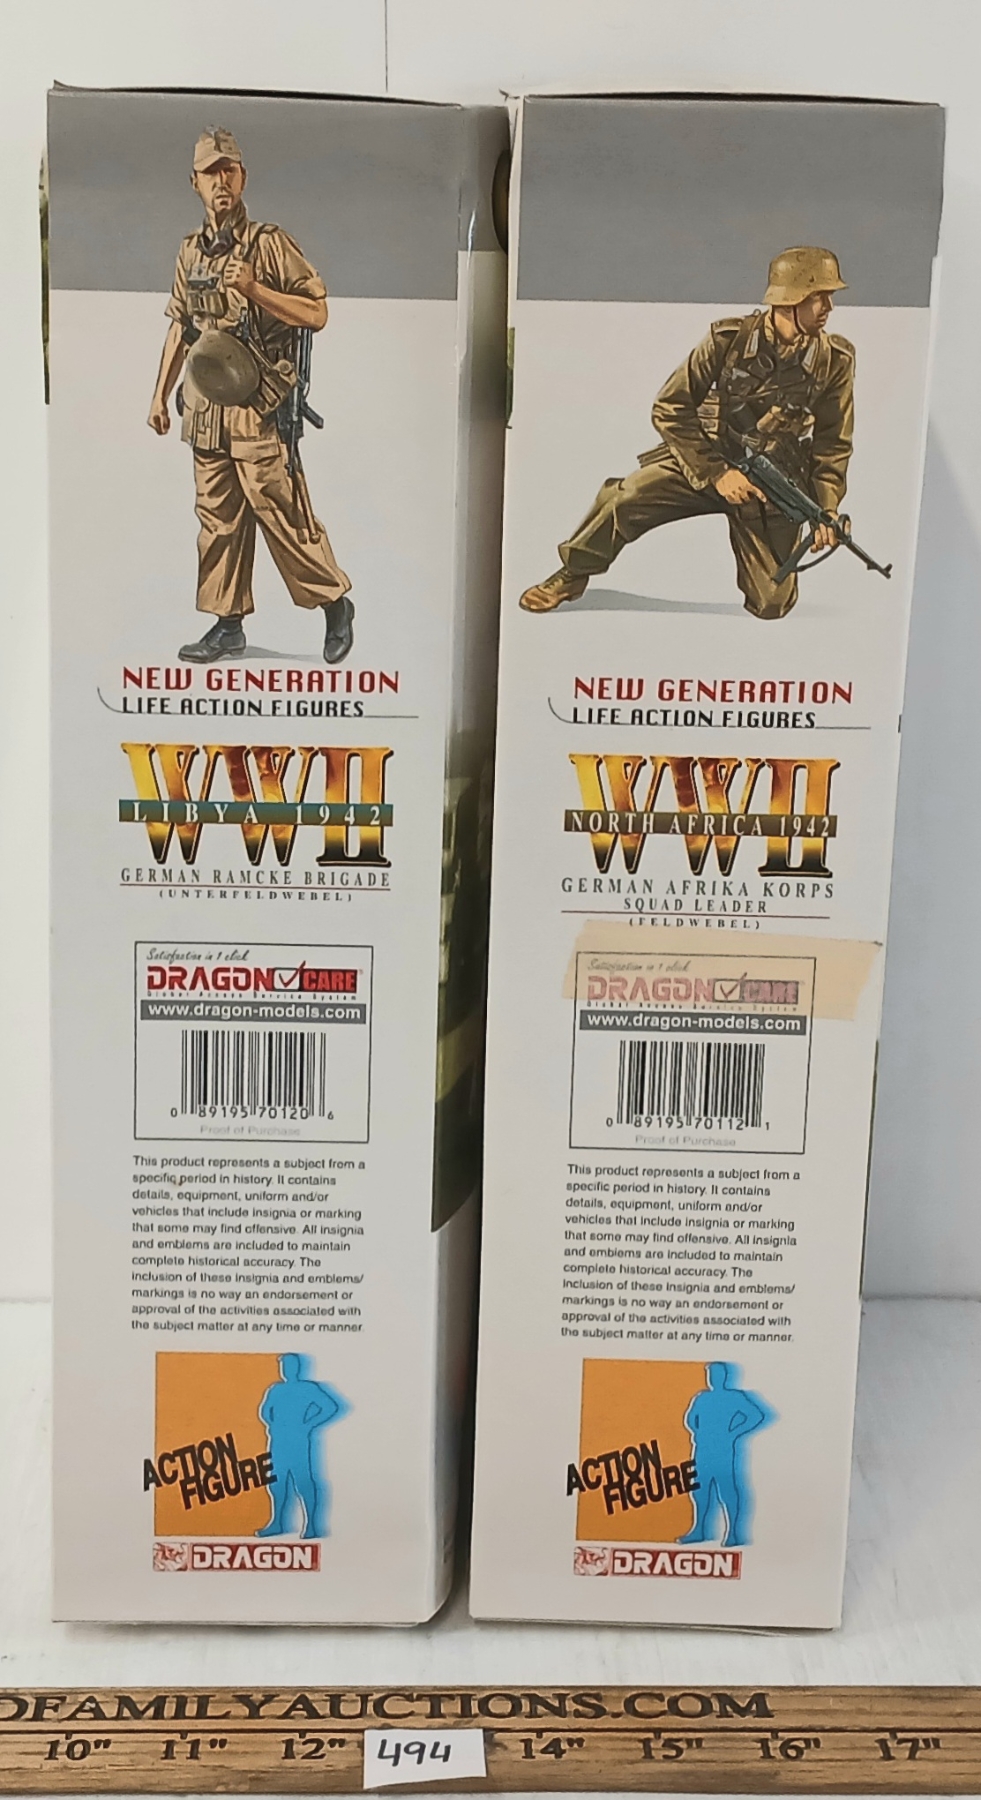 NEW GENERATION
LIFE ACTION FIGURES
WWII
LIBYA 1942
GERMAN RAMCKE BRIGADE
(UNTERFELDWEBEL)
Satisfaction in 1 click
DRAGON CARE
Global Access Service System
www.dragon-models.com
0 89195 70120 6
Proof of Purchase
This product represents a subject from a
specific period in history. It contains
details, equipment, uniform and/or
vehicles that include insignia or marking
that some may find offensive. All insignia
and emblems are included to maintain
complete historical accuracy. The
inclusion of these insignia and emblems/
markings is no way an endorsement or
approval of the activities associated with
the subject matter at any time or manner.
ACTION
FIGURE
DRAGON
NEW GENERATION
LIFE ACTION FIGURES
WWII
NORTH AFRICA 1942
GERMAN AFRIKA KORPS
SQUAD LEADER
(FELDWEBEL)
Satisfaction in 1 click
DRAGON CARE
Global Access Service System
www.dragon-models.com
0 89195 70112 1
Proof of Purchase
This product represents a subject from a
specific period in history. It contains
details, equipment, uniform and/or
vehicles that include insignia or marking
that some may find offensive. All insignia
and emblems are included to maintain
complete historical accuracy. The
inclusion of these insignia and emblems/
markings is no way an endorsement or
approval of the activities associated with
the subject matter at any time or manner.
ACTION
FIGURE
DRAGON
OFAMILYAUCTIONS.COM
10" 11" 12" 494 14" 15" 16" 17"